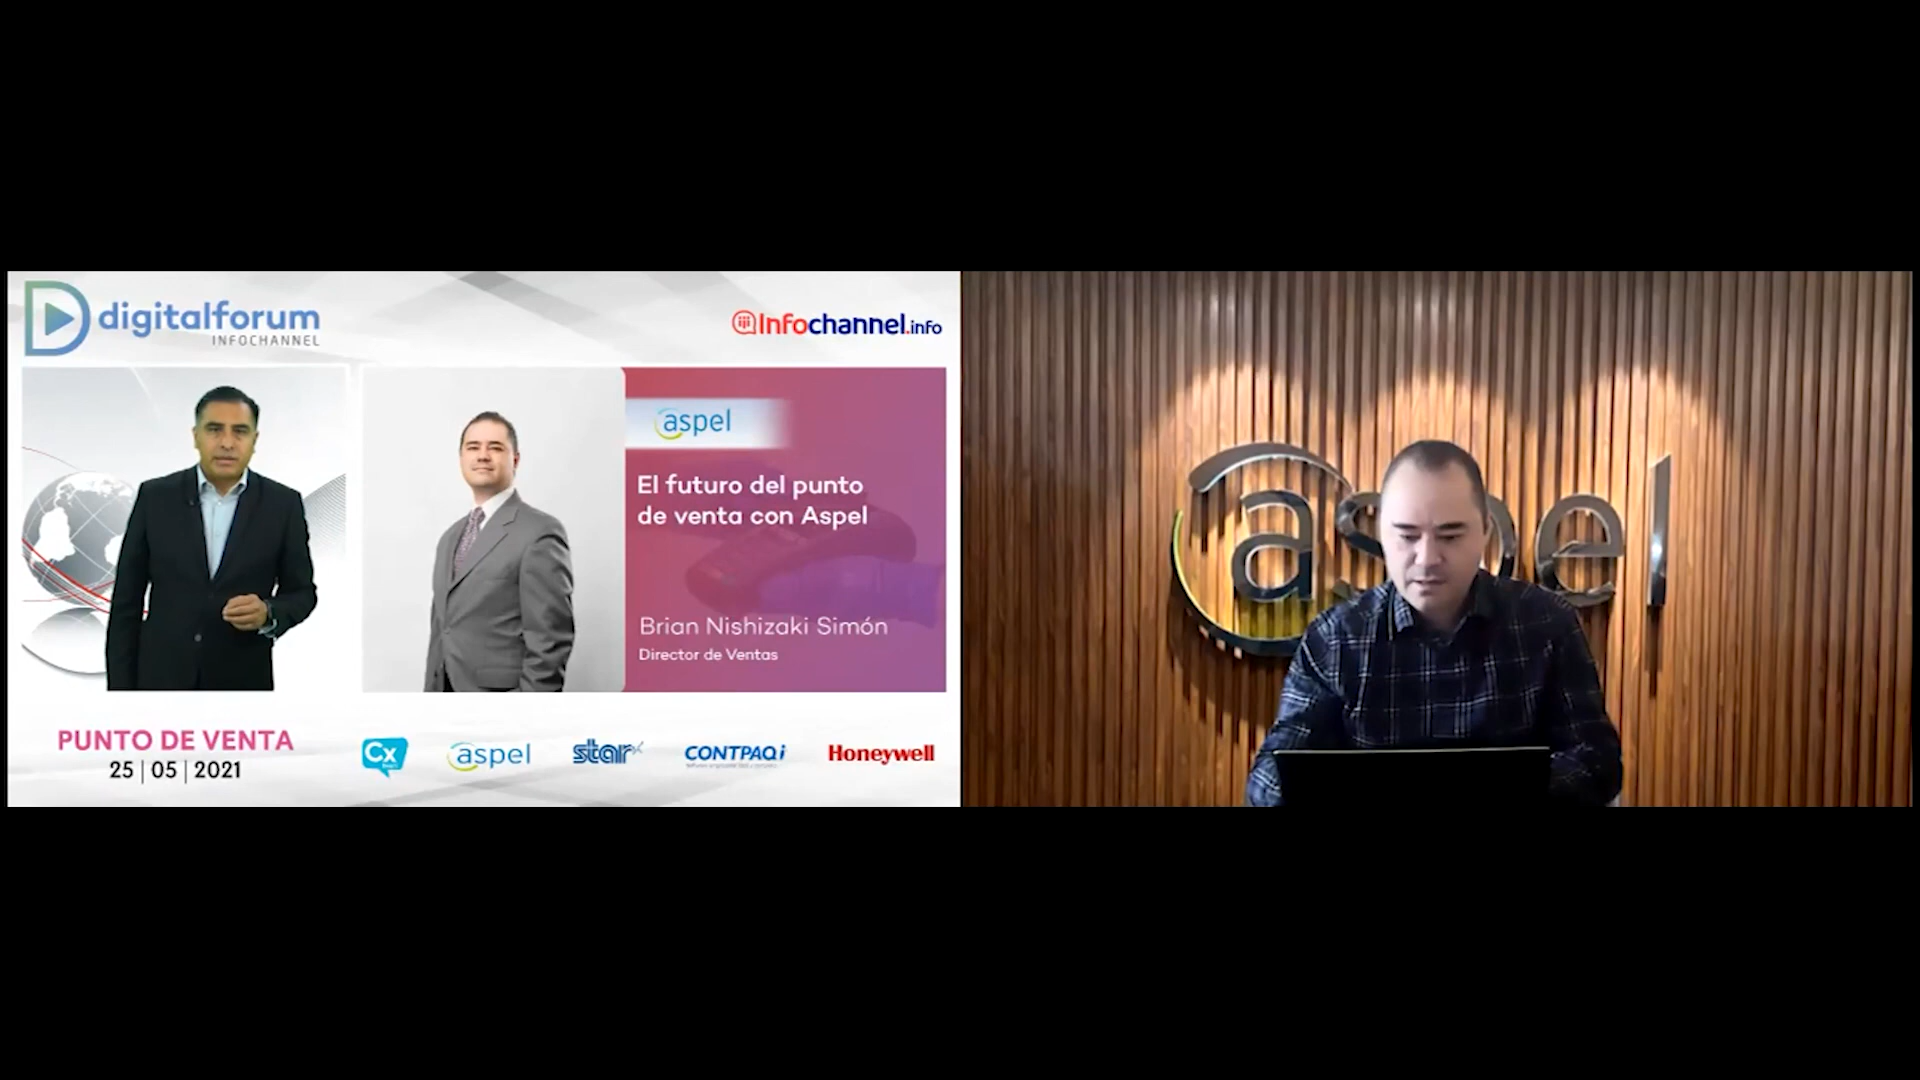 digitalforum
INFOCHANNEL
Infochannel.info
aspel
El futuro del punto
de venta con Aspel
Brian Nishizaki Simón
Director de Ventas
PUNTO DE VENTA
25 | 05 | 2021
Cx
aspel
star
CONTPAQi
Honeywell
aspel